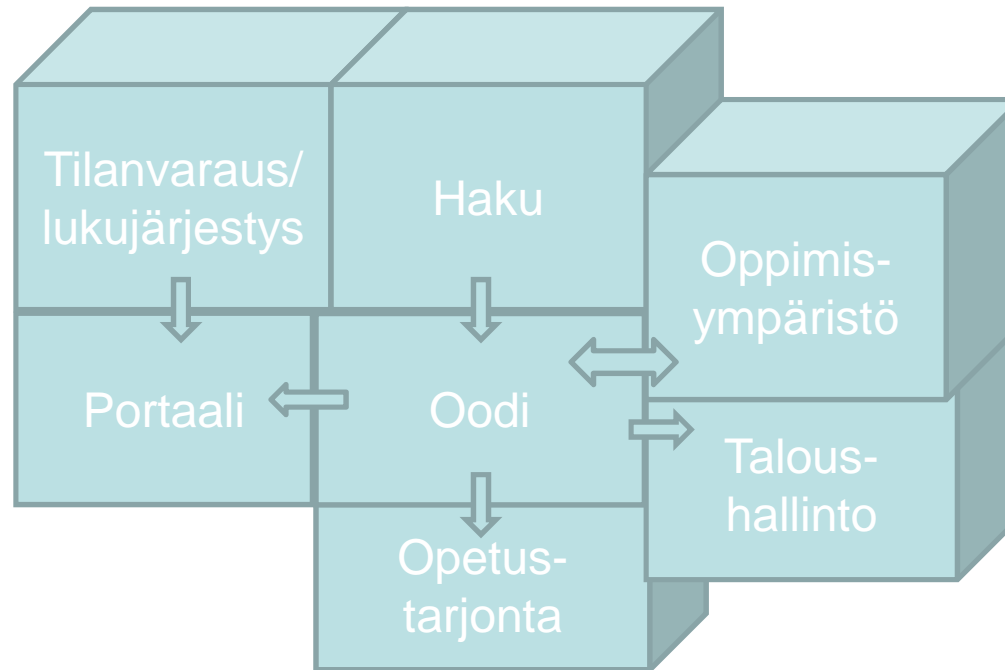 Tilanvaraus/
lukujärjestys
Haku
Oppimis-
ympäristö
Portaali
Oodi
Talous-
hallinto
Opetus-
tarjonta